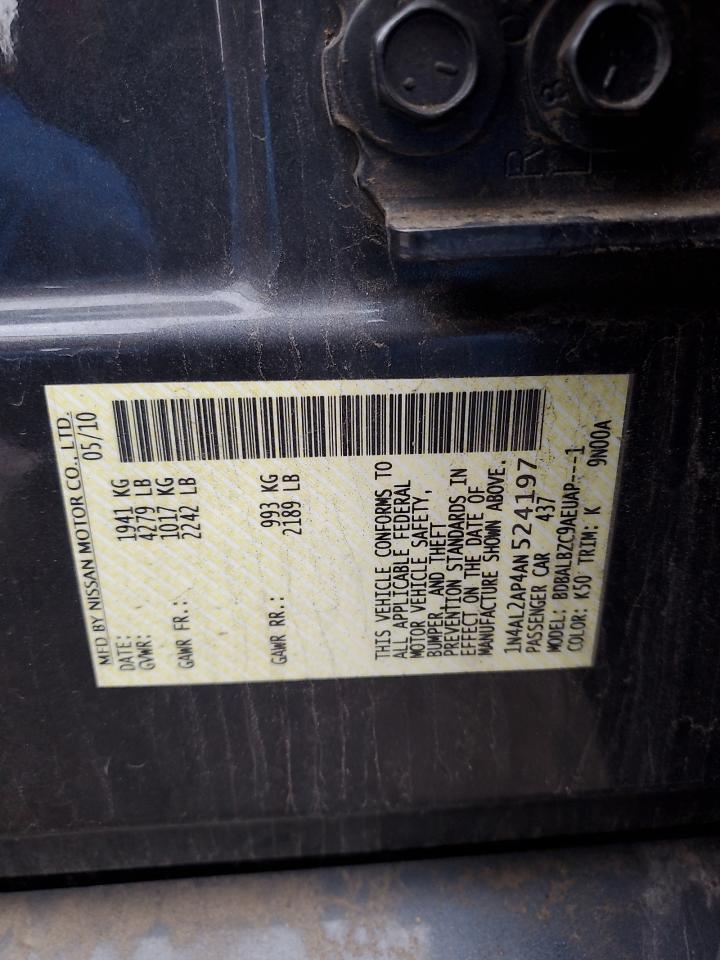 MFD BY NISSAN MOTOR CO., LTD.
DATE: 05/10
GVWR: 1941 KG
4279 LB
GAWR FR.: 1017 KG
2242 LB
GAWR RR.: 993 KG
2189 LB
THIS VEHICLE CONFORMS TO
ALL APPLICABLE FEDERAL
MOTOR VEHICLE SAFETY,
BUMPER, AND THEFT
PREVENTION STANDARDS IN
EFFECT ON THE DATE OF
MANUFACTURE SHOWN ABOVE.
1N4AL2AP4AN524197
PASSENGER CAR 437
MODEL: BDBALBZC9AEUAP----1
COLOR: K50 TRIM: K 9N00A
R
L
8